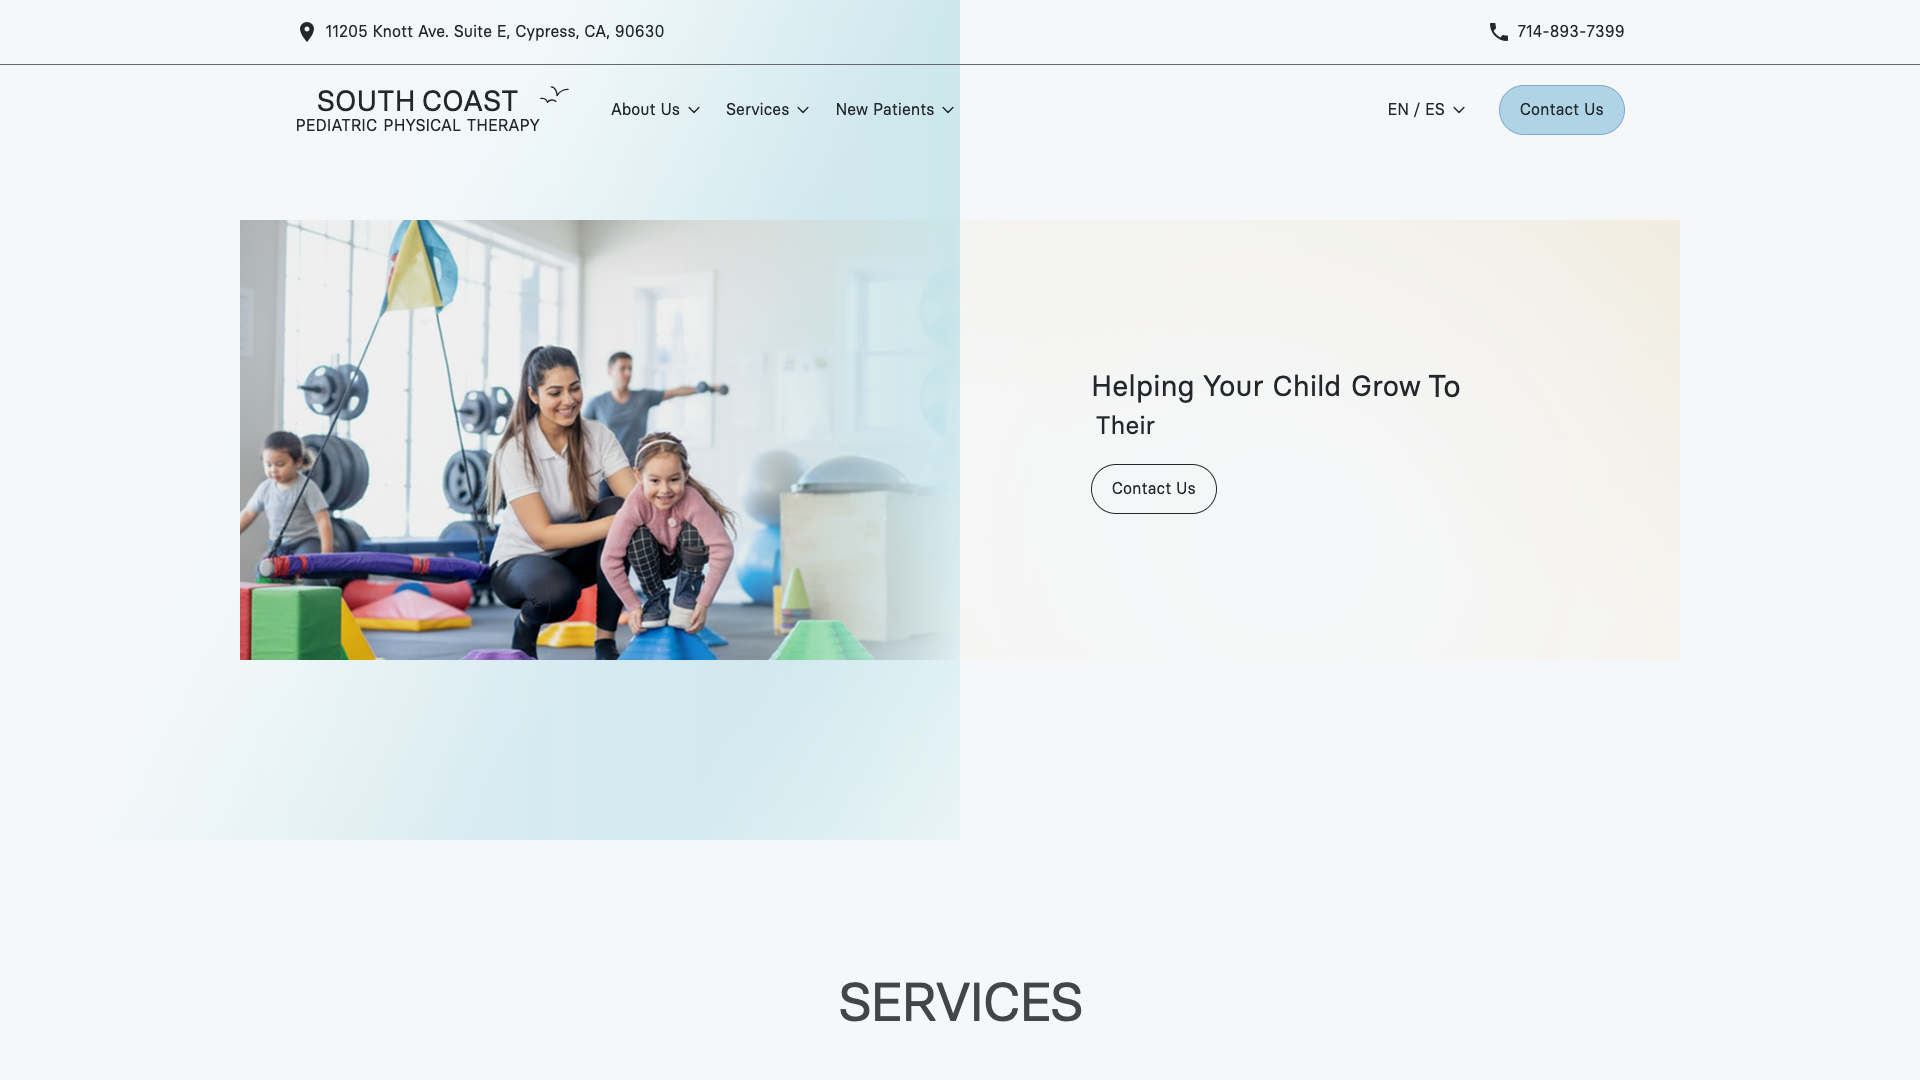 11205 Knott Ave. Suite E, Cypress, CA, 90630
714-893-7399
SOUTH COAST
PEDIATRIC PHYSICAL THERAPY
About Us
Services
New Patients
EN / ES
Contact Us
Helping Your Child Grow To
Their
Contact Us
SERVICES